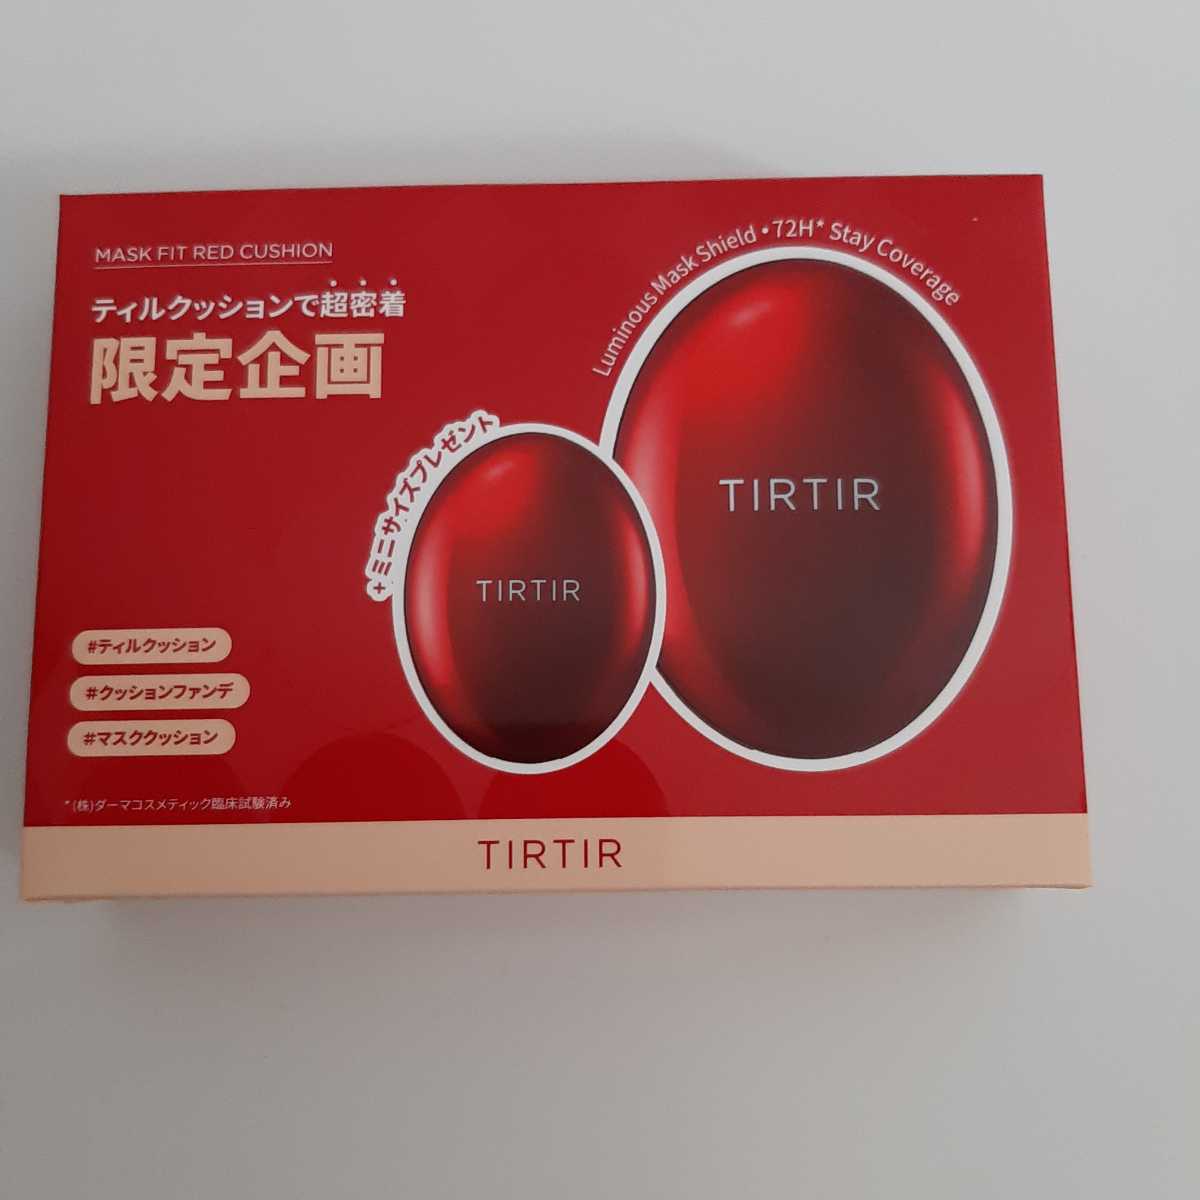 MASK FIT RED CUSHION
ティルクッションで超密着
限定企画
Luminous Mask Shield • 72H* Stay Coverage
TIRTIR
+ミニサイズプレゼント
TIRTIR
#ティルクッション
#クッションファンデ
#マスククッション
*(株)ダーマコスメティック臨床試験済み
TIRTIR